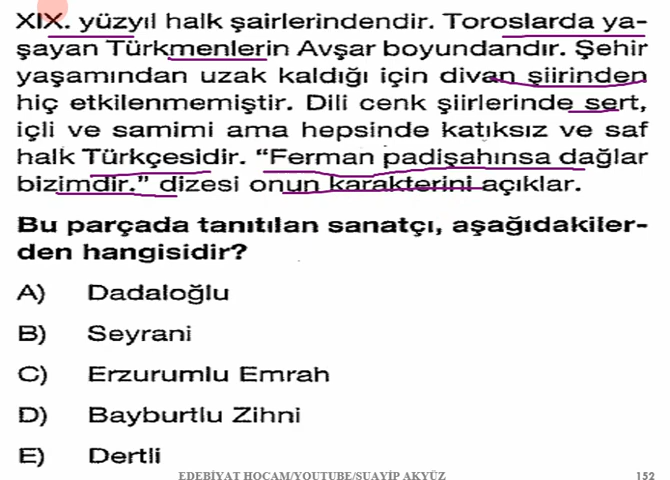 XIX. yüzyıl halk şairlerindendir. Toroslarda ya-
şayan Türkmenlerin Avşar boyundandır. Şehir
yaşamından uzak kaldığı için divan şiirinden
hiç etkilenmemiştir. Dili cenk şiirlerinde sert,
içli ve samimi ama hepsinde katıksız ve saf
halk Türkçesidir. “Ferman padişahınsa dağlar
bizimdir.” dizesi onun karakterini açıklar.
Bu parçada tanıtılan sanatçı, aşağıdakiler-
den hangisidir?
A) Dadaloğlu
B) Seyrani
C) Erzurumlu Emrah
D) Bayburtlu Zihni
E) Dertli
EDEBİYAT HOCAM/YOUTUBE/SUAYİP AKYÜZ 152